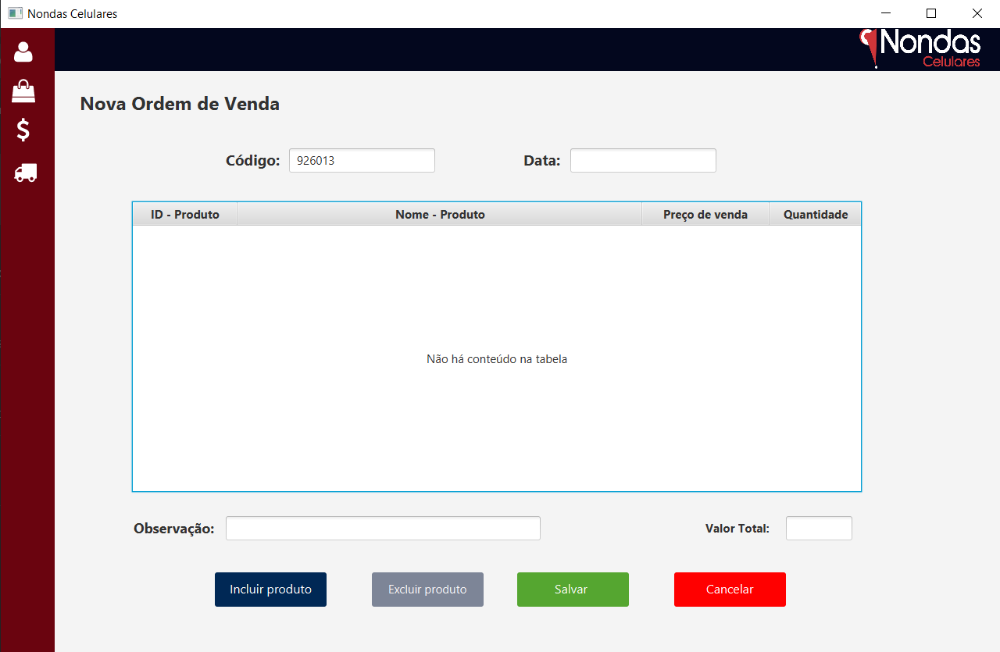 Nondas Celulares
Nondas
Celulares
Nova Ordem de Venda
Código: 926013 Data:
ID - Produto Nome - Produto Preço de venda Quantidade
Não há conteúdo na tabela
Observação: Valor Total:
Incluir produto Excluir produto Salvar Cancelar